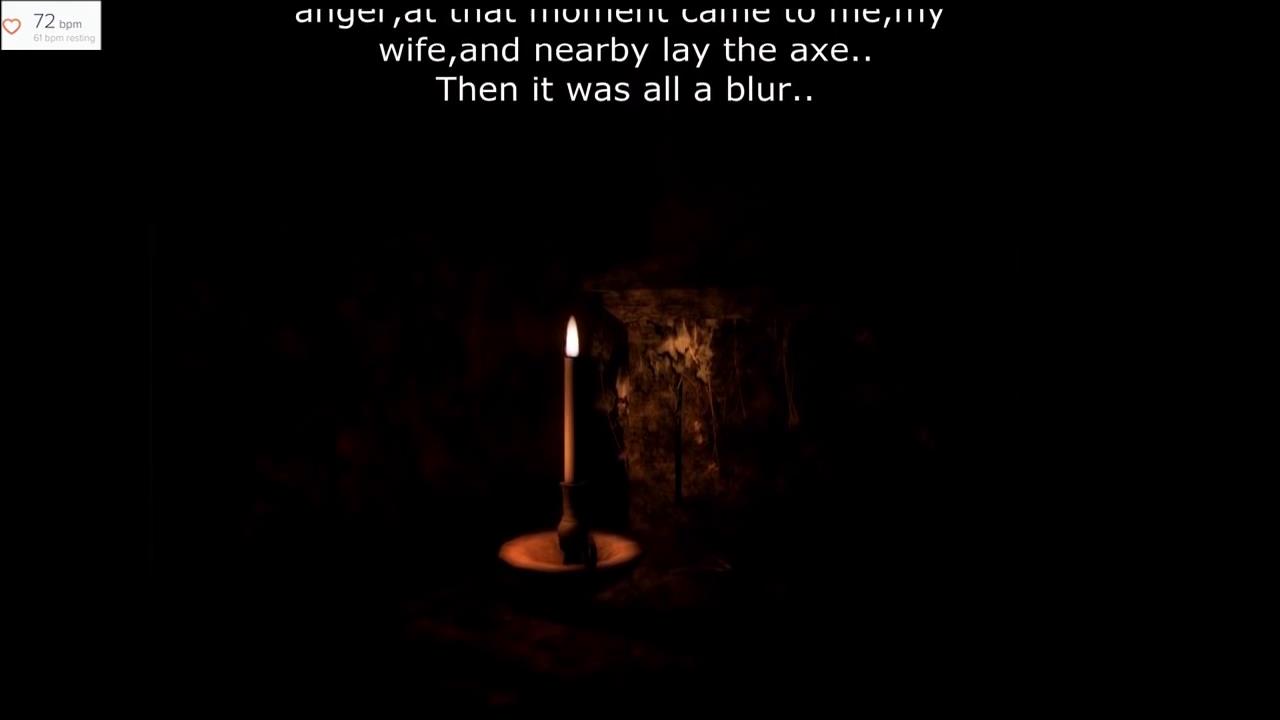 72 bpm
61 bpm resting
anger,at that moment came to me,my
wife,and nearby lay the axe..
Then it was all a blur..